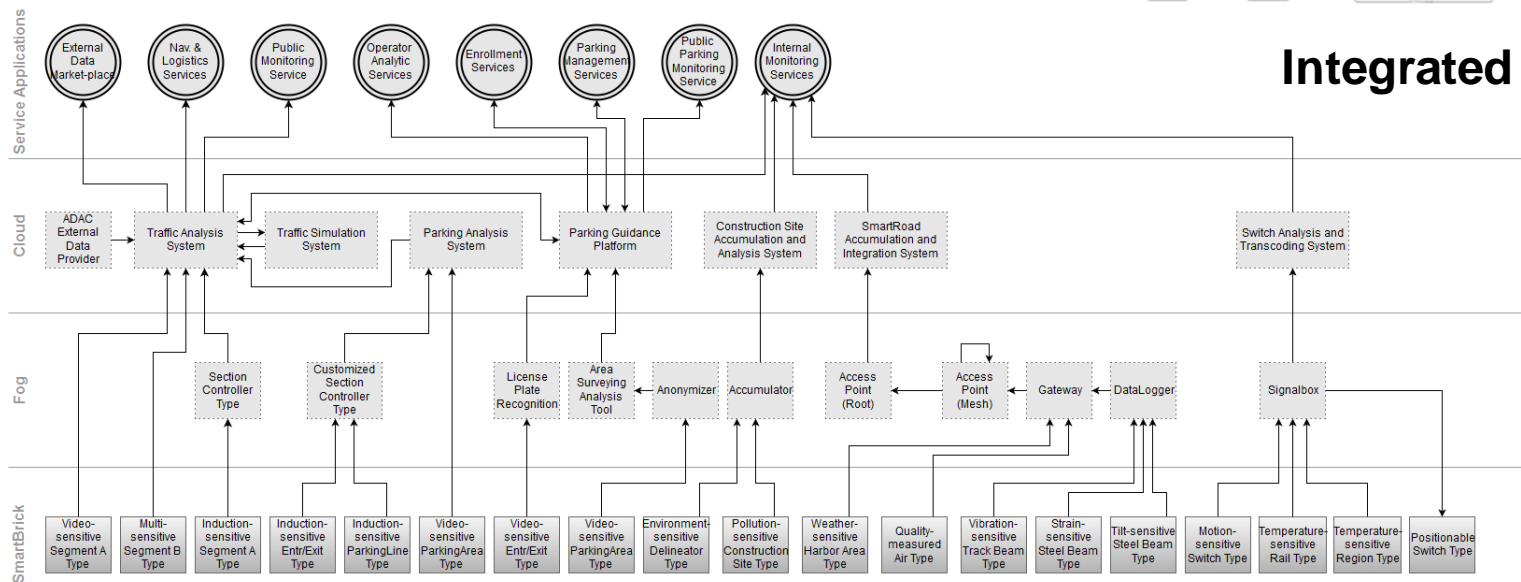 Integrated
Service Applications
External
Data
Market-place
Nav. &
Logistics
Services
Public
Monitoring
Service
Operator
Analytic
Services
Enrollment
Services
Parking
Management
Services
Public
Parking
Monitoring
Service
Internal
Monitoring
Services
Cloud
ADAC
External
Data
Provider
Traffic Analysis
System
Traffic Simulation
System
Parking Analysis
System
Parking Guidance
Platform
Construction Site
Accumulation and
Analysis System
SmartRoad
Accumulation and
Integration System
Switch Analysis and
Transcoding System
Fog
Section
Controller
Type
Customized
Section
Controller
Type
License
Plate
Recognition
Area
Surveying
Analysis
Tool
Anonymizer
Accumulator
Access
Point
(Root)
Access
Point
(Mesh)
Gateway
DataLogger
Signalbox
SmartBrick
Video-
sensitive
Segment A
Type
Multi-
sensitive
Segment B
Type
Induction-
sensitive
Segment A
Type
Induction-
sensitive
Entr/Exit
Type
Induction-
sensitive
ParkingLine
Type
Video-
sensitive
ParkingArea
Type
Video-
sensitive
Entr/Exit
Type
Video-
sensitive
ParkingArea
Type
Environment-
sensitive
Delineator
Type
Pollution-
sensitive
Construction
Site Type
Weather-
sensitive
Harbor Area
Type
Quality-
measured
Air Type
Vibration-
sensitive
Track Beam
Type
Strain-
sensitive
Steel Beam
Type
Tilt-sensitive
Steel Beam
Type
Motion-
sensitive
Switch Type
Temperature-
sensitive
Rail Type
Temperature-
sensitive
Region Type
Positionable
Switch Type